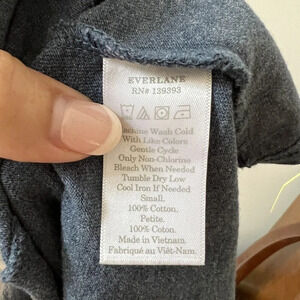 EVERLANE
RN# 139393
Machine Wash Cold
With Like Colors
Gentle Cycle
Only Non-Chlorine
Bleach When Needed
Tumble Dry Low
Cool Iron If Needed
Small.
100% Cotton.
Petite.
100% Coton.
Made in Vietnam.
Fabriqué au Viêt-Nam.